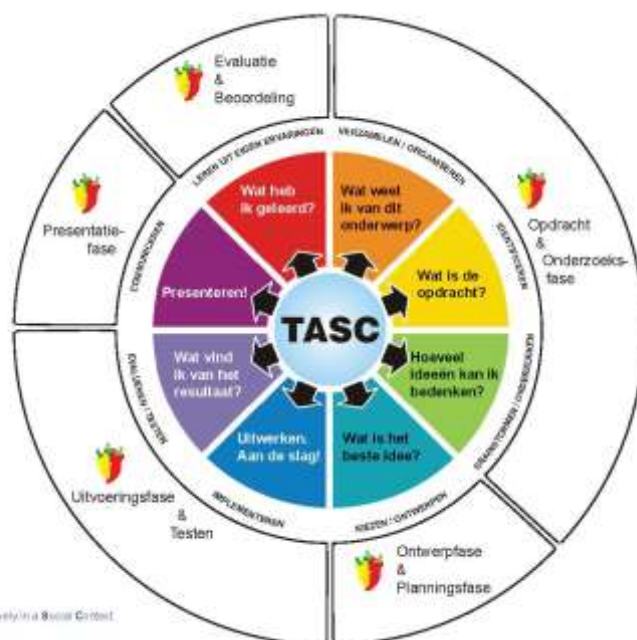 Evaluatie
&
Beoordeling
Presentatie-
fase
Opdracht
&
Onderzoeks-
fase
Uitvoeringsfase
&
Testen
Ontwerpfase
&
Planningsfase
LEREN UIT EIGEN ERVARINGEN
VERZAMELEN / ORGANISEREN
IDENTIFICEREN
KIEZEN / ONTWERPEN
IMPLEMENTEREN
COMMUNICEREN
Wat heb
ik geleerd?
Wat weet
ik van dit
onderwerp?
Wat is de
opdracht?
Hoeveel
ideeën kan ik
bedenken?
Wat is het
beste idee?
Uitwerken.
Aan de slag!
Wat vind
ik van het
resultaat?
Presenteren!
TASC
in a Social Context